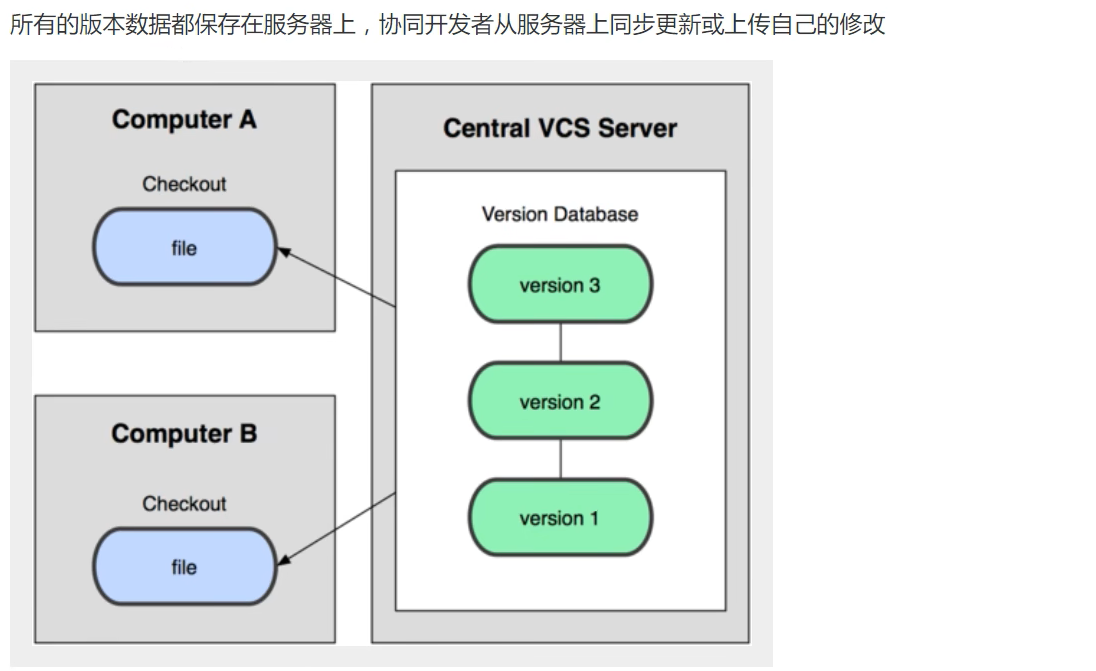 所有的版本数据都保存在服务器上，协同开发者从服务器上同步更新或上传自己的修改
Computer A
Checkout
file
Central VCS Server
Version Database
version 3
version 2
version 1
Computer B
Checkout
file